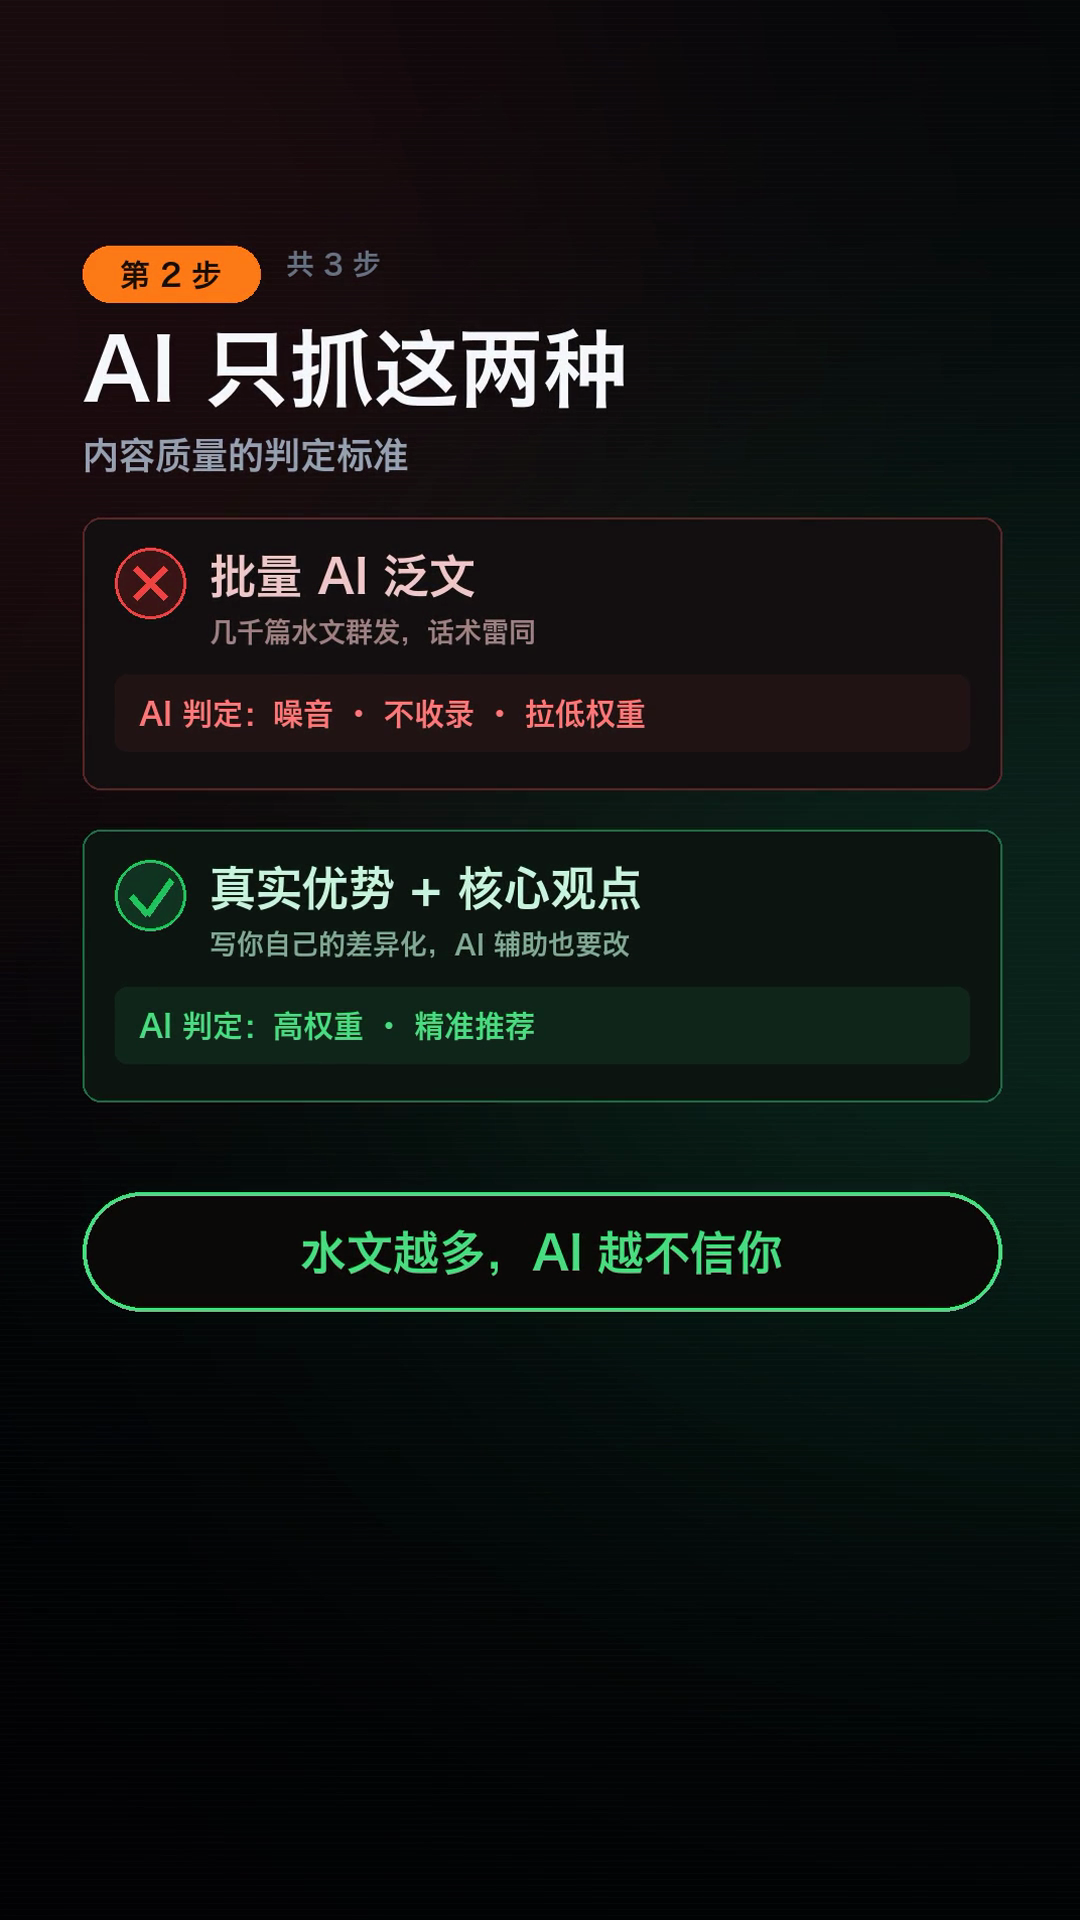 第 2 步
共 3 步
AI 只抓这两种
内容质量的判定标准
批量 AI 泛文
几千篇水文群发，话术雷同
AI 判定：噪音 · 不收录 · 拉低权重
真实优势 + 核心观点
写你自己的差异化，AI 辅助也要改
AI 判定：高权重 · 精准推荐
水文越多，AI 越不信你